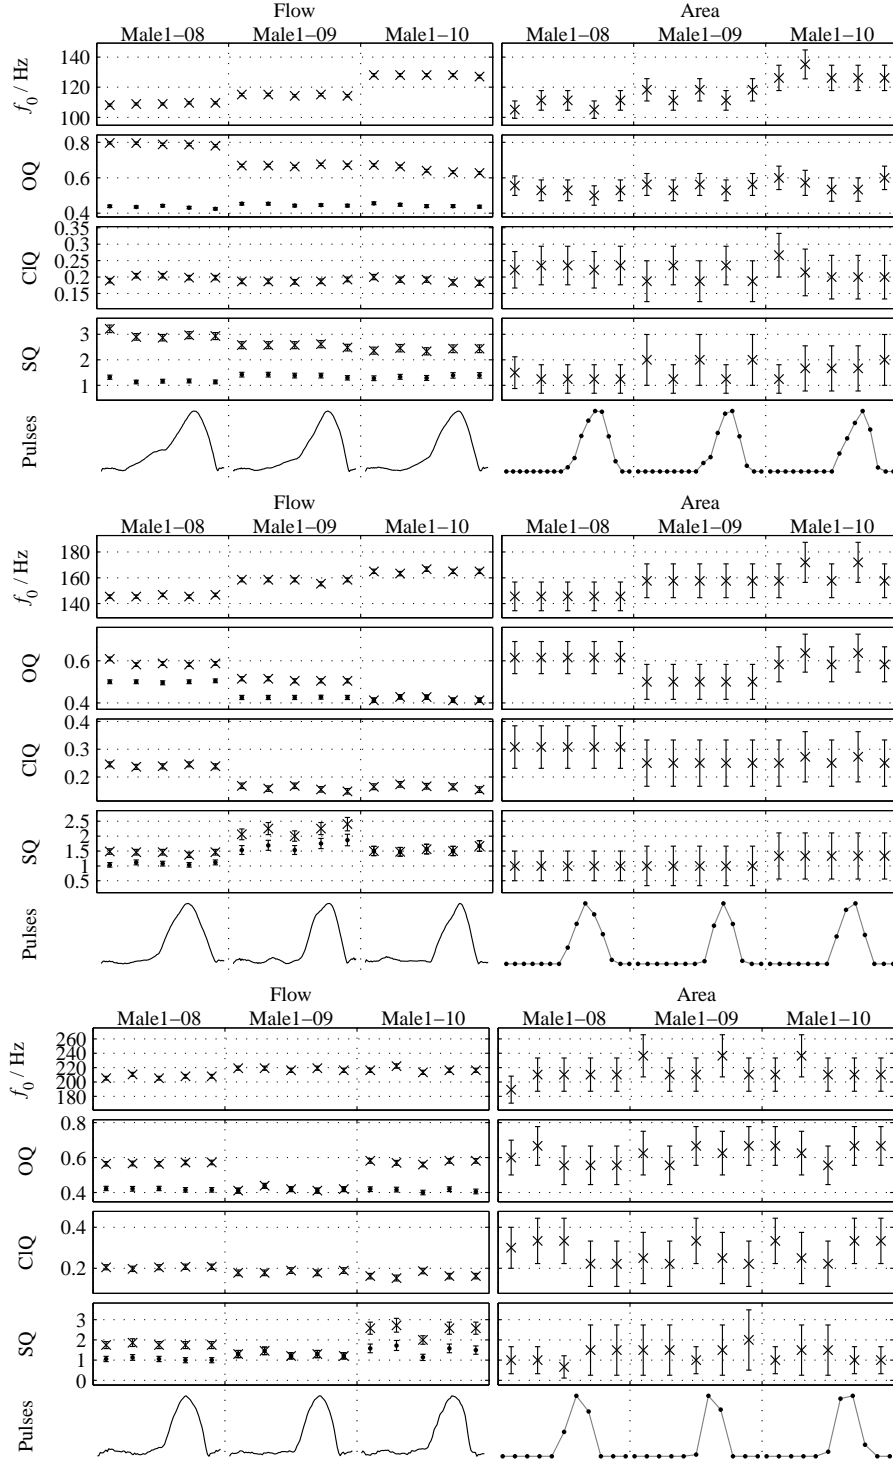 Flow Area
Male1−08 Male1−09 Male1−10 Male1−08 Male1−09 Male1−10
f0 / Hz
140
120
100
OQ
0.8
0.6
0.4
ClQ
0.35
0.3
0.25
0.2
0.15
SQ
3
2
1
Pulses
Flow Area
Male1−08 Male1−09 Male1−10 Male1−08 Male1−09 Male1−10
f0 / Hz
180
160
140
OQ
0.6
0.4
ClQ
0.4
0.3
0.2
SQ
2.5
2
1.5
1
0.5
Pulses
Flow Area
Male1−08 Male1−09 Male1−10 Male1−08 Male1−09 Male1−10
f0 / Hz
260
240
220
200
180
OQ
0.8
0.6
0.4
ClQ
0.4
0.2
SQ
3
2
1
0
Pulses